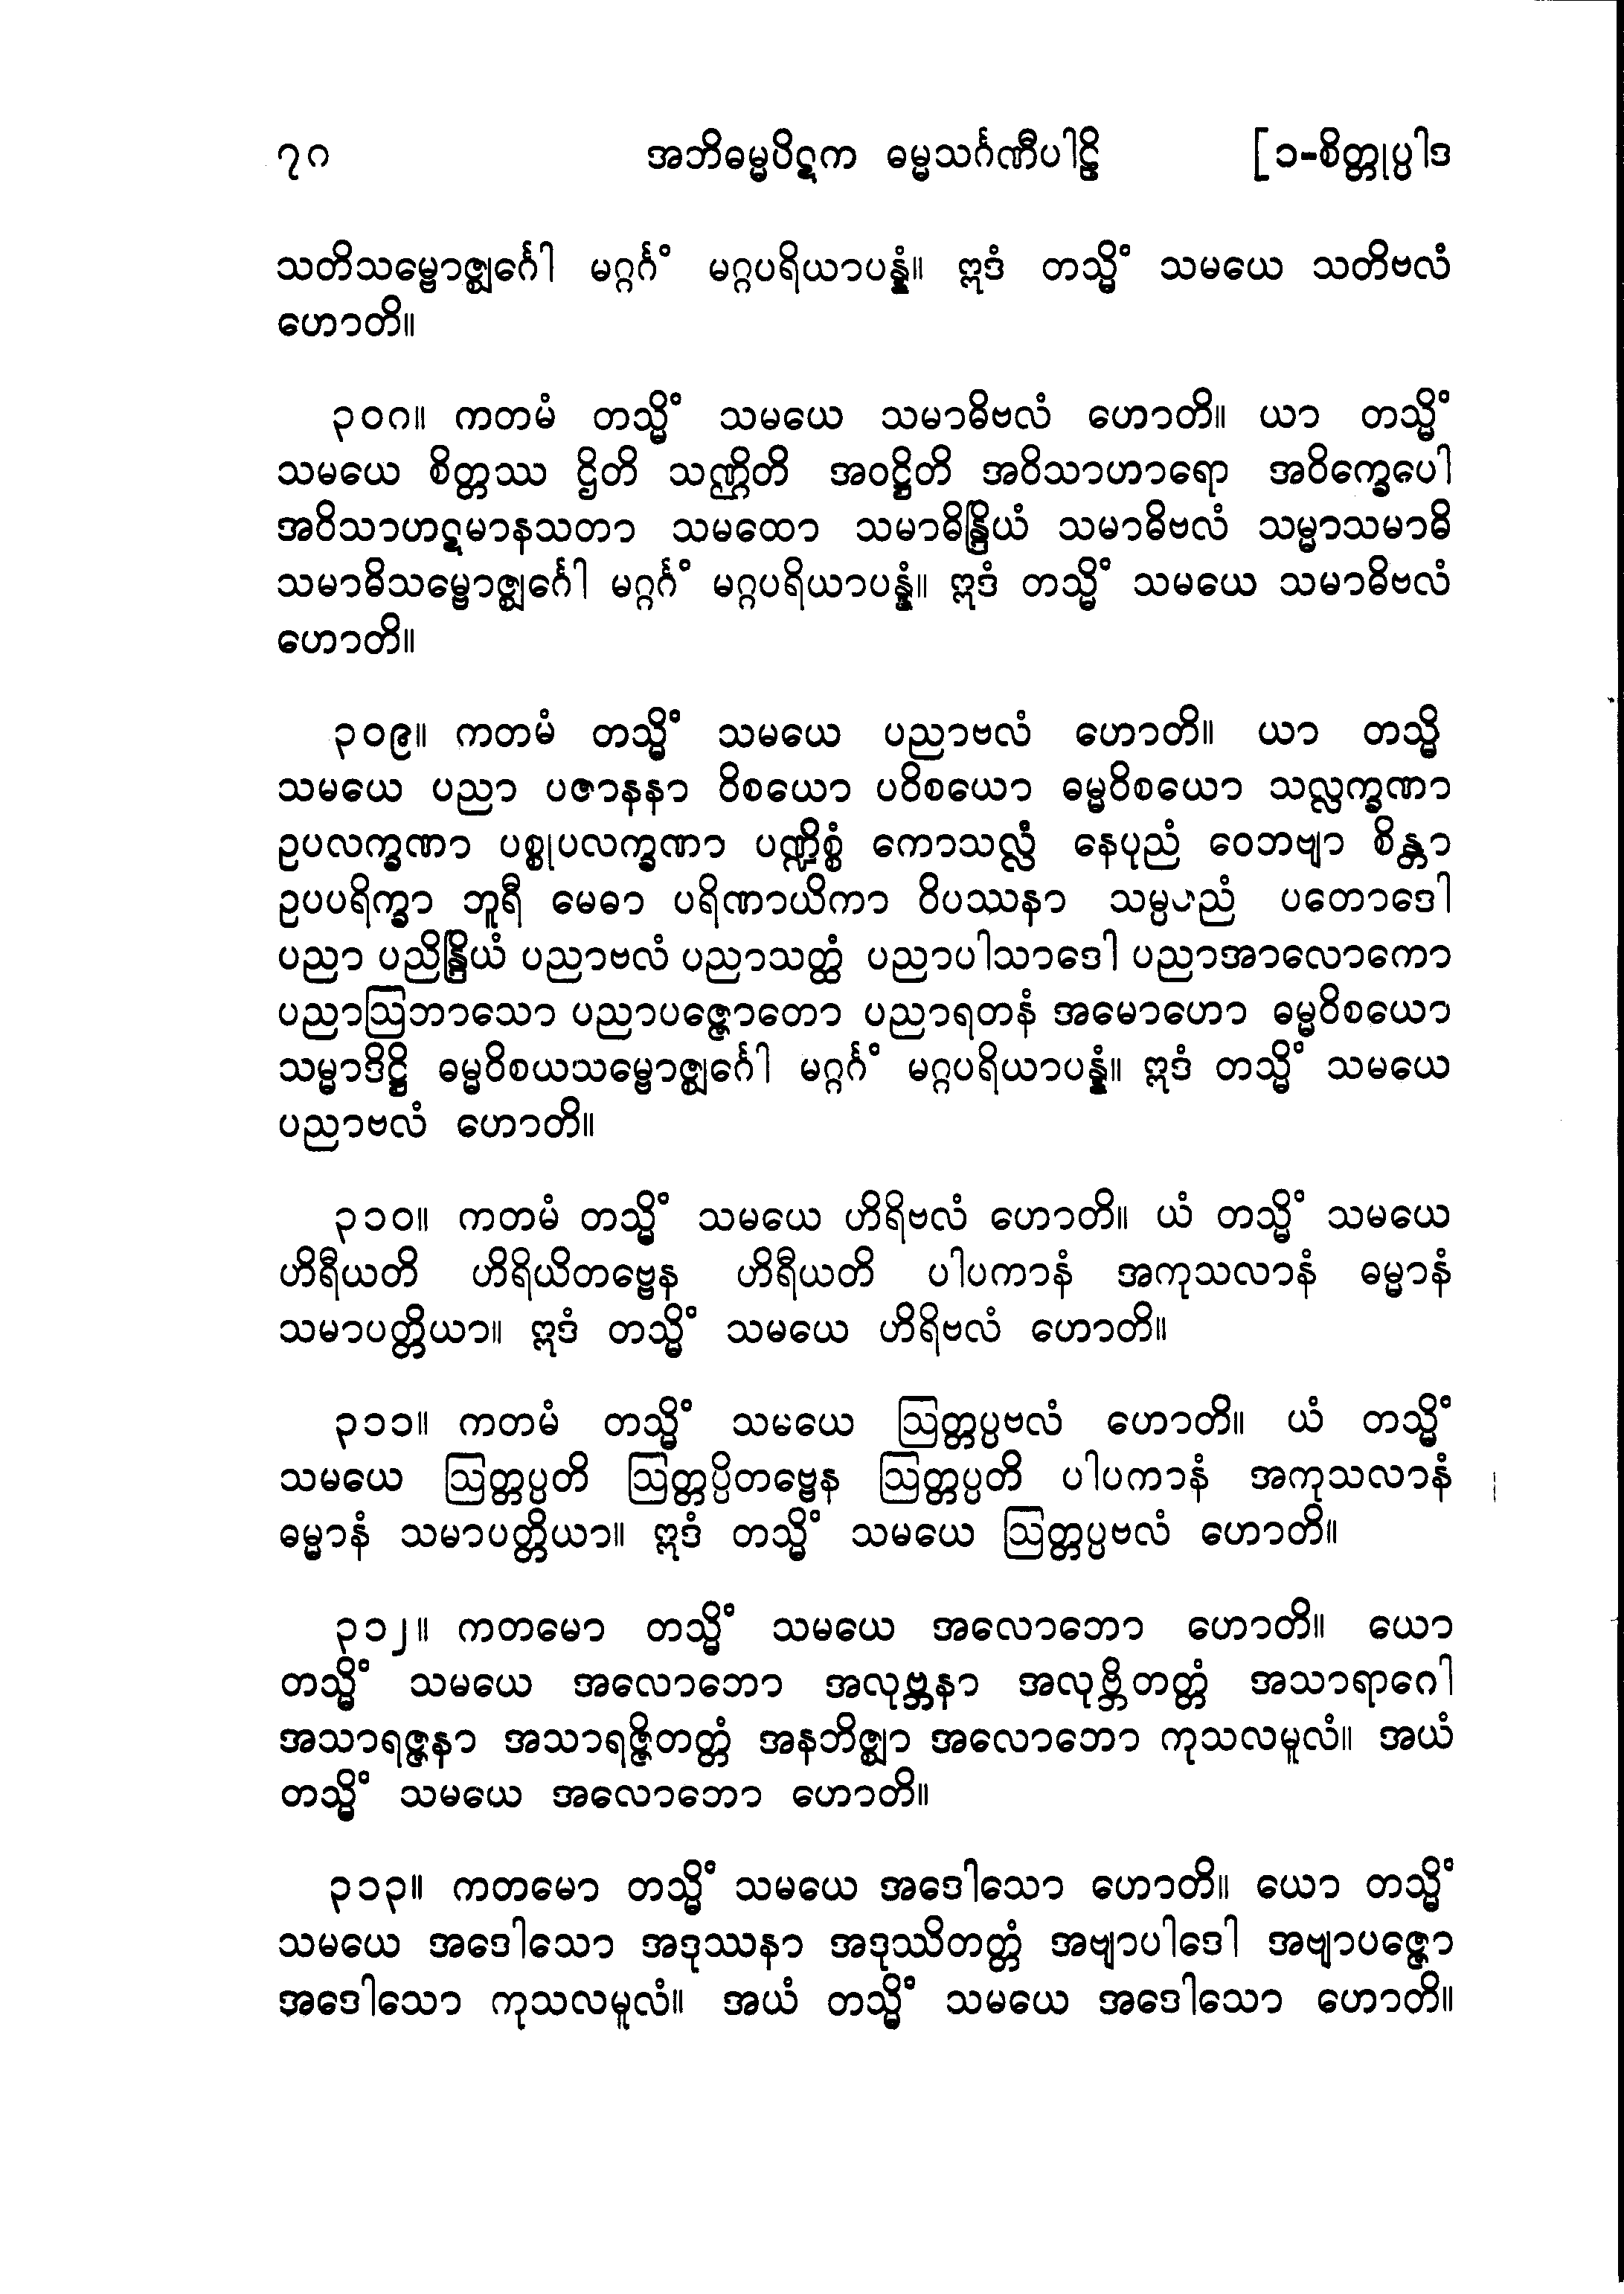 ၇၈ အဘိဓမ္မပိဋက ဓမ္မသင်္ဂဏီပါဠိ [၁-စိတ္တုပ္ပါဒ
သတိသမ္ဗောဇ္ဈင်္ဂေါ မဂ္ဂင်္ဂံ မဂ္ဂပရိယာပန္နံ။ ဣဒံ တသ္မိံ သမယေ သတိဗလံ
ဟောတိ။
၃၀၈။ ကတမံ တသ္မိံ သမယေ သမာဓိဗလံ ဟောတိ။ ယာ တသ္မိံ
သမယေ စိတ္တဿ ဌိတိ သဏ္ဌိတိ အဝဋ္ဌိတိ အဝိသာဟာရော အဝိက္ခေပေါ
အဝိသာဟဋမာနသတာ သမထော သမာဓိန္ဒြိယံ သမာဓိဗလံ သမ္မာသမာဓိ
သမာဓိသမ္ဗောဇ္ဈင်္ဂေါ မဂ္ဂင်္ဂံ မဂ္ဂပရိယာပန္နံ။ ဣဒံ တသ္မိံ သမယေ သမာဓိဗလံ
ဟောတိ။
၃၀၉။ ကတမံ တသ္မိံ သမယေ ပညာဗလံ ဟောတိ။ ယာ တသ္မိ
သမယေ ပညာ ပဇာနနာ ဝိစယော ပဝိစယော ဓမ္မဝိစယော သလ္လက္ခဏာ
ဥပလက္ခဏာ ပစ္စုပလက္ခဏာ ပဏ္ဍိစ္စံ ကောသလ္လံ နေပုညံ ဝေဘဗျာ စိန္တာ
ဥပပရိက္ခာ ဘူရီ မေဓာ ပရိဏာယိကာ ဝိပဿနာ ပတောဒေါ
ပညာ ပညိန္ဒြိယံ ပညာဗလံ ပညာသတ္ထံ ပညာပါသာဒေါ ပညာအာလောကော
ပညာဩဘာသော ပညာပဇ္ဇောတော ပညာရတနံ အမောဟော ဓမ္မဝိစယော
သမ္မာဒိဋ္ဌိ ဓမ္မဝိစယသမ္ဗောဇ္ဈင်္ဂေါ မဂ္ဂင်္ဂံ မဂ္ဂပရိယာပန္နံ။ ဣဒံ တသ္မိံ သမယေ
ပညာဗလံ ဟောတိ။
၃၁၀။ ကတမံ တသ္မိံ သမယေ ဟိရိဗလံ ဟောတိ။ ယံ တသ္မိံ သမယေ
ဟိရီယတိ ဟိရိယိတဗ္ဗေန ဟိရီယတိ ပါပကာနံ အကုသလာနံ ဓမ္မာနံ
သမာပတ္တိယာ။ ဣဒံ တသ္မိံ သမယေ ဟိရိဗလံ ဟောတိ။
၃၁၁။ ကတမံ တသ္မိံ သမယေ ဩတ္တပ္ပဗလံ ဟောတိ။ ယံ တသ္မိံ
သမယေ ဩတ္တပ္ပတိ ဩတ္တပ္ပိတဗ္ဗေန ဩတ္တပ္ပတိ ပါပကာနံ အကုသလာနံ
ဓမ္မာနံ သမာပတ္တိယာ။ ဣဒံ တသ္မိံ သမယေ ဩတ္တပ္ပဗလံ ဟောတိ။
၃၁၂။ ကတမော တသ္မိံ သမယေ အလောဘော ဟောတိ။ ယော
တသ္မိံ သမယေ အလောဘော အလုဗ္ဘနာ အလုဗ္ဘိတတ္တံ အသာရာဂေါ
အသာရဇ္ဇနာ အသာရဇ္ဇိတတ္တံ အနဘိဇ္ဈာ အလောဘော ကုသလမူလံ။ အယံ
တသ္မိံ သမယေ အလောဘော ဟောတိ။
၃၁၃။ ကတမော တသ္မိံ သမယေ အဒေါသော ဟောတိ။ ယော တသ္မိံ
သမယေ အဒေါသော အဒုဿနာ အဒုဿိတတ္တံ အဗျာပါဒေါ အဗျာပဇ္ဇော
အဒေါသော ကုသလမူလံ။ အယံ တသ္မိံ သမယေ အဒေါသော ဟောတိ။